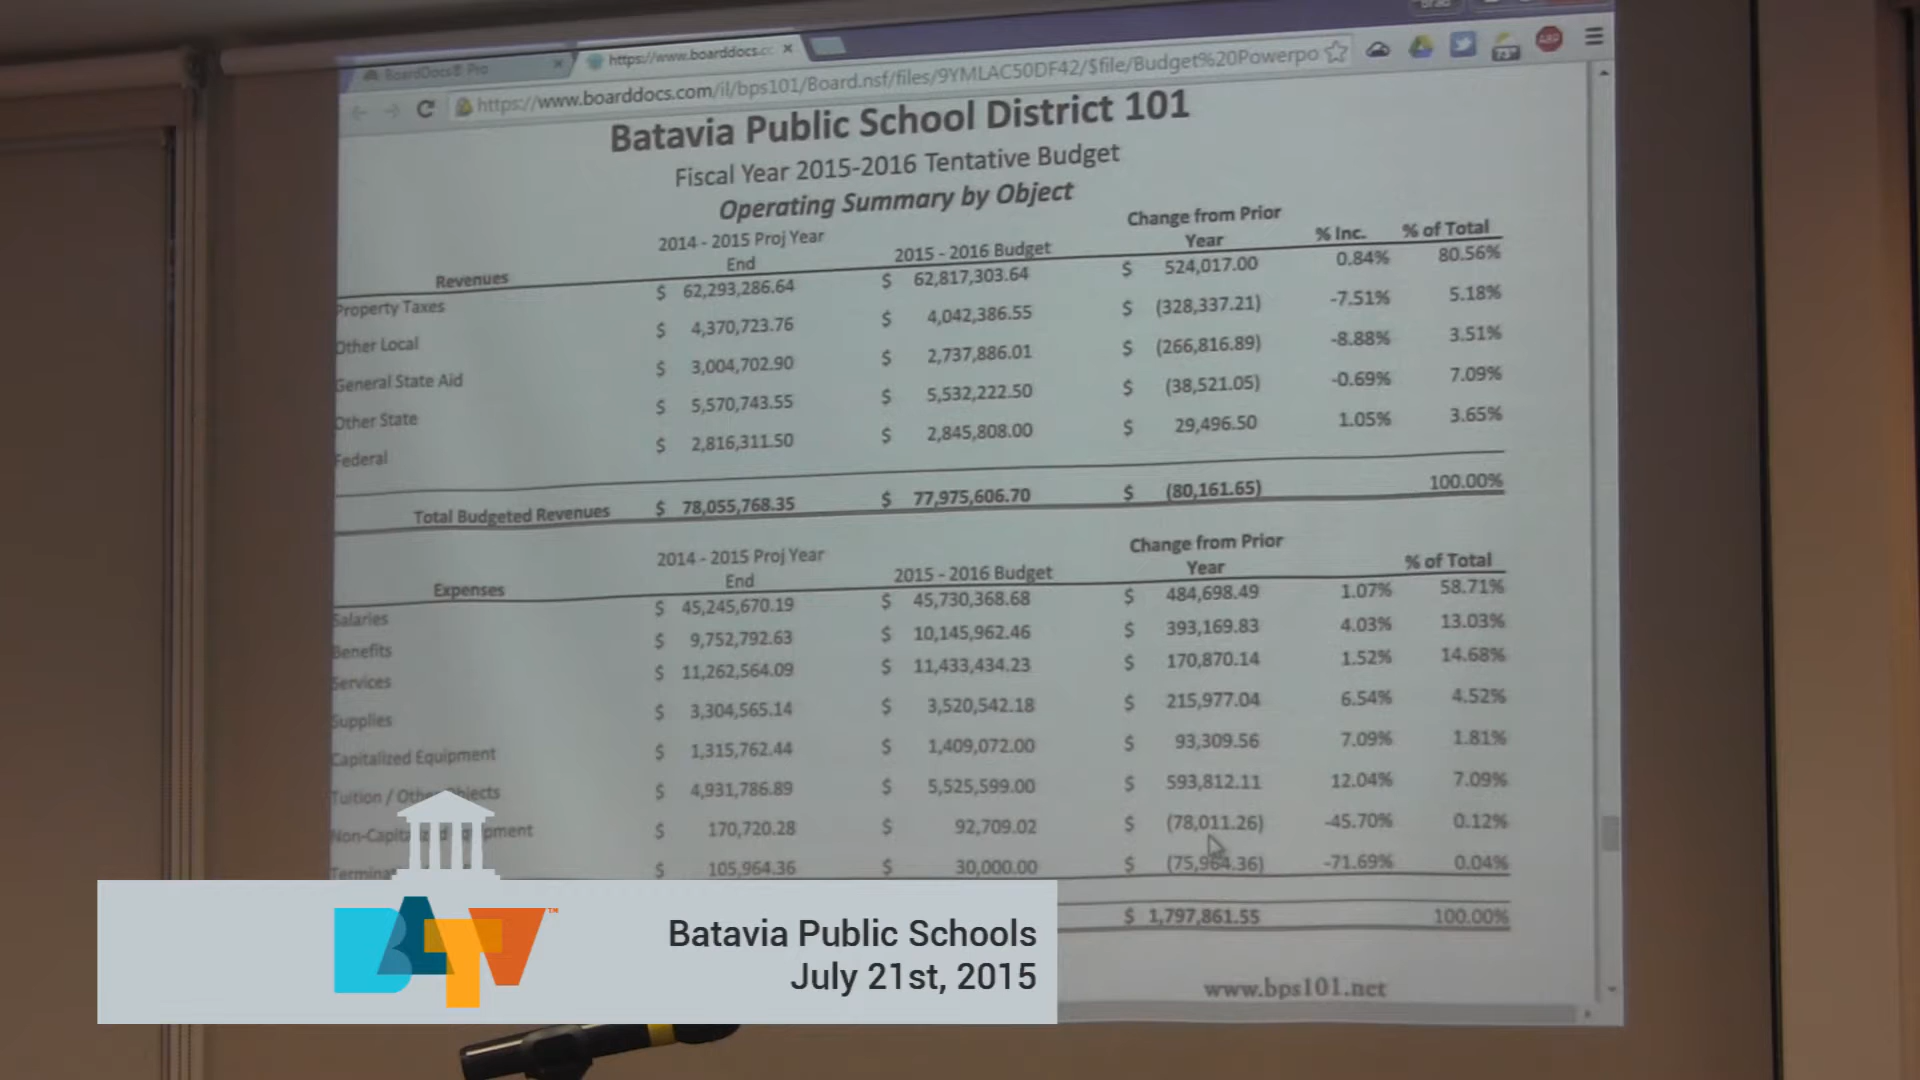 BoardDocs® Pro
https://www.boarddocs.c
https://www.boarddocs.com/il/bps101/Board.nsf/files/9YMLAC50DF42/$file/Budget%20Powerpo
73°
ABP
Batavia Public School District 101
Fiscal Year 2015-2016 Tentative Budget
Operating Summary by Object
Revenues 2014 - 2015 Proj Year End 2015 - 2016 Budget Change from Prior Year % Inc. % of Total
Property Taxes $ 62,293,286.64 $ 62,817,303.64 $ 524,017.00 0.84% 80.56%
Other Local $ 4,370,723.76 $ 4,042,386.55 $ (328,337.21) -7.51% 5.18%
General State Aid $ 3,004,702.90 $ 2,737,886.01 $ (266,816.89) -8.88% 3.51%
Other State $ 5,570,743.55 $ 5,532,222.50 $ (38,521.05) -0.69% 7.09%
Federal $ 2,816,311.50 $ 2,845,808.00 $ 29,496.50 1.05% 3.65%
Total Budgeted Revenues $ 78,055,768.35 $ 77,975,606.70 $ (80,161.65) 100.00%
Expenses 2014 - 2015 Proj Year End 2015 - 2016 Budget Change from Prior Year % of Total
Salaries $ 45,245,670.19 $ 45,730,368.68 $ 484,698.49 1.07% 58.71%
Benefits $ 9,752,792.63 $ 10,145,962.46 $ 393,169.83 4.03% 13.03%
Services $ 11,262,564.09 $ 11,433,434.23 $ 170,870.14 1.52% 14.68%
Supplies $ 3,304,565.14 $ 3,520,542.18 $ 215,977.04 6.54% 4.52%
Capitalized Equipment $ 1,315,762.44 $ 1,409,072.00 $ 93,309.56 7.09% 1.81%
Tuition / Other Objects $ 4,931,786.89 $ 5,525,599.00 $ 593,812.11 12.04% 7.09%
Non-Capitalized Equipment $ 170,720.28 $ 92,709.02 $ (78,011.26) -45.70% 0.12%
Termina $ 105,964.36 $ 30,000.00 $ (75,964.36) -71.69% 0.04%
$ 1,797,861.55 100.00%
www.bps101.net
BATV™
Batavia Public Schools
July 21st, 2015